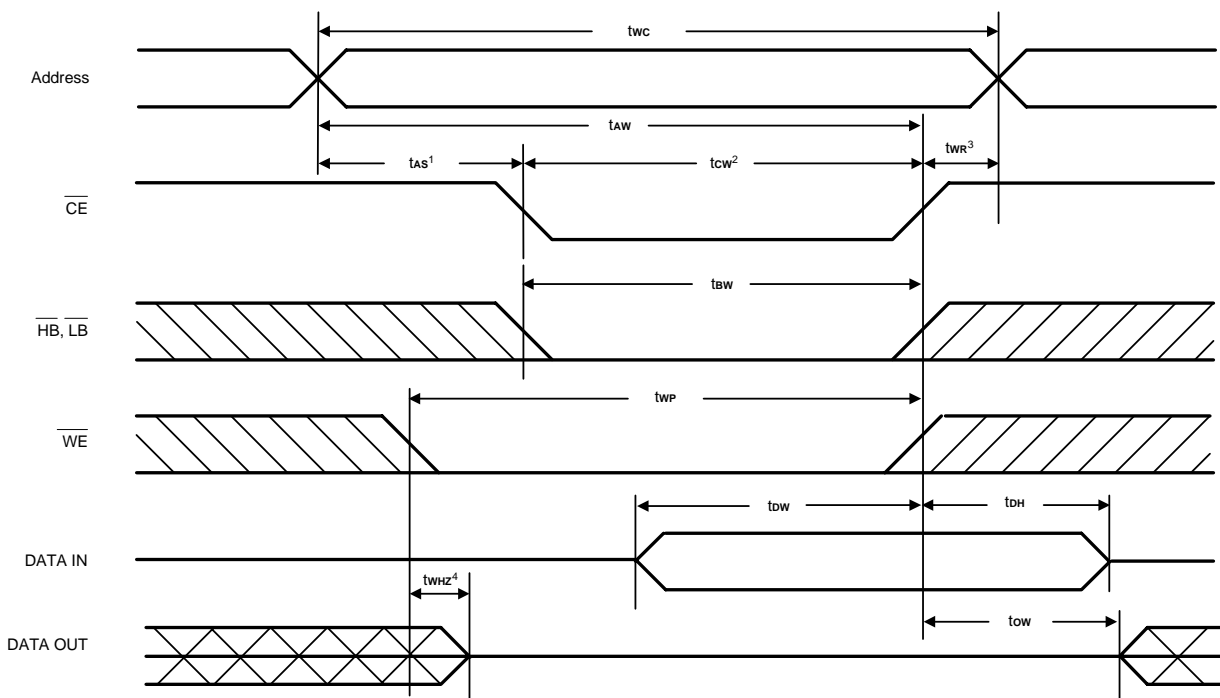 twc
Address
tAW
tAS¹ tCW² tWR³
CE
tBW
HB, LB
tWP
WE
tDW tDH
DATA IN
tWHZ⁴
tOW
DATA OUT